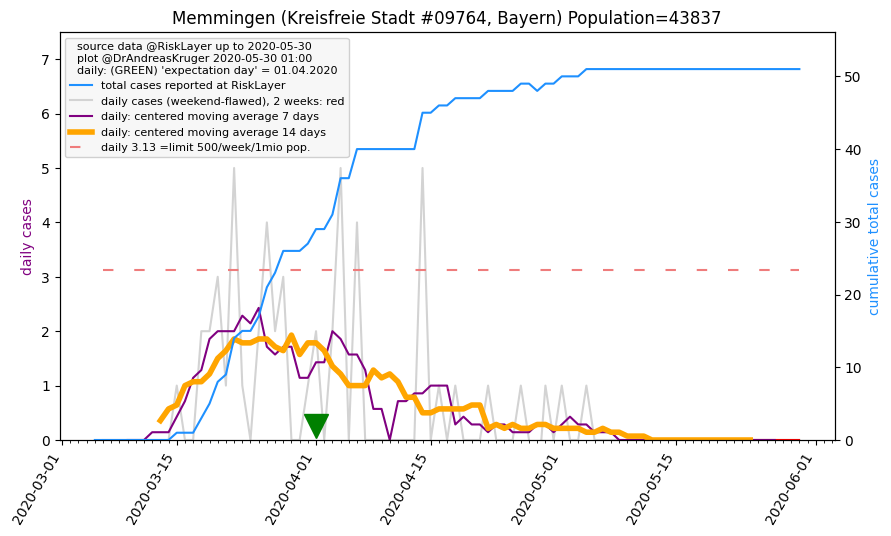 Memmingen (Kreisfreie Stadt #09764, Bayern) Population=43837
source data @RiskLayer up to 2020-05-30
plot @DrAndreasKruger 2020-05-30 01:00
daily: (GREEN) 'expectation day' = 01.04.2020
total cases reported at RiskLayer
daily cases (weekend-flawed), 2 weeks: red
daily: centered moving average 7 days
daily: centered moving average 14 days
daily 3.13 =limit 500/week/1mio pop.
daily cases
7
6
5
4
3
2
1
0
cumulative total cases
50
40
30
20
10
0
2020-03-01
2020-03-15
2020-04-01
2020-04-15
2020-05-01
2020-05-15
2020-06-01